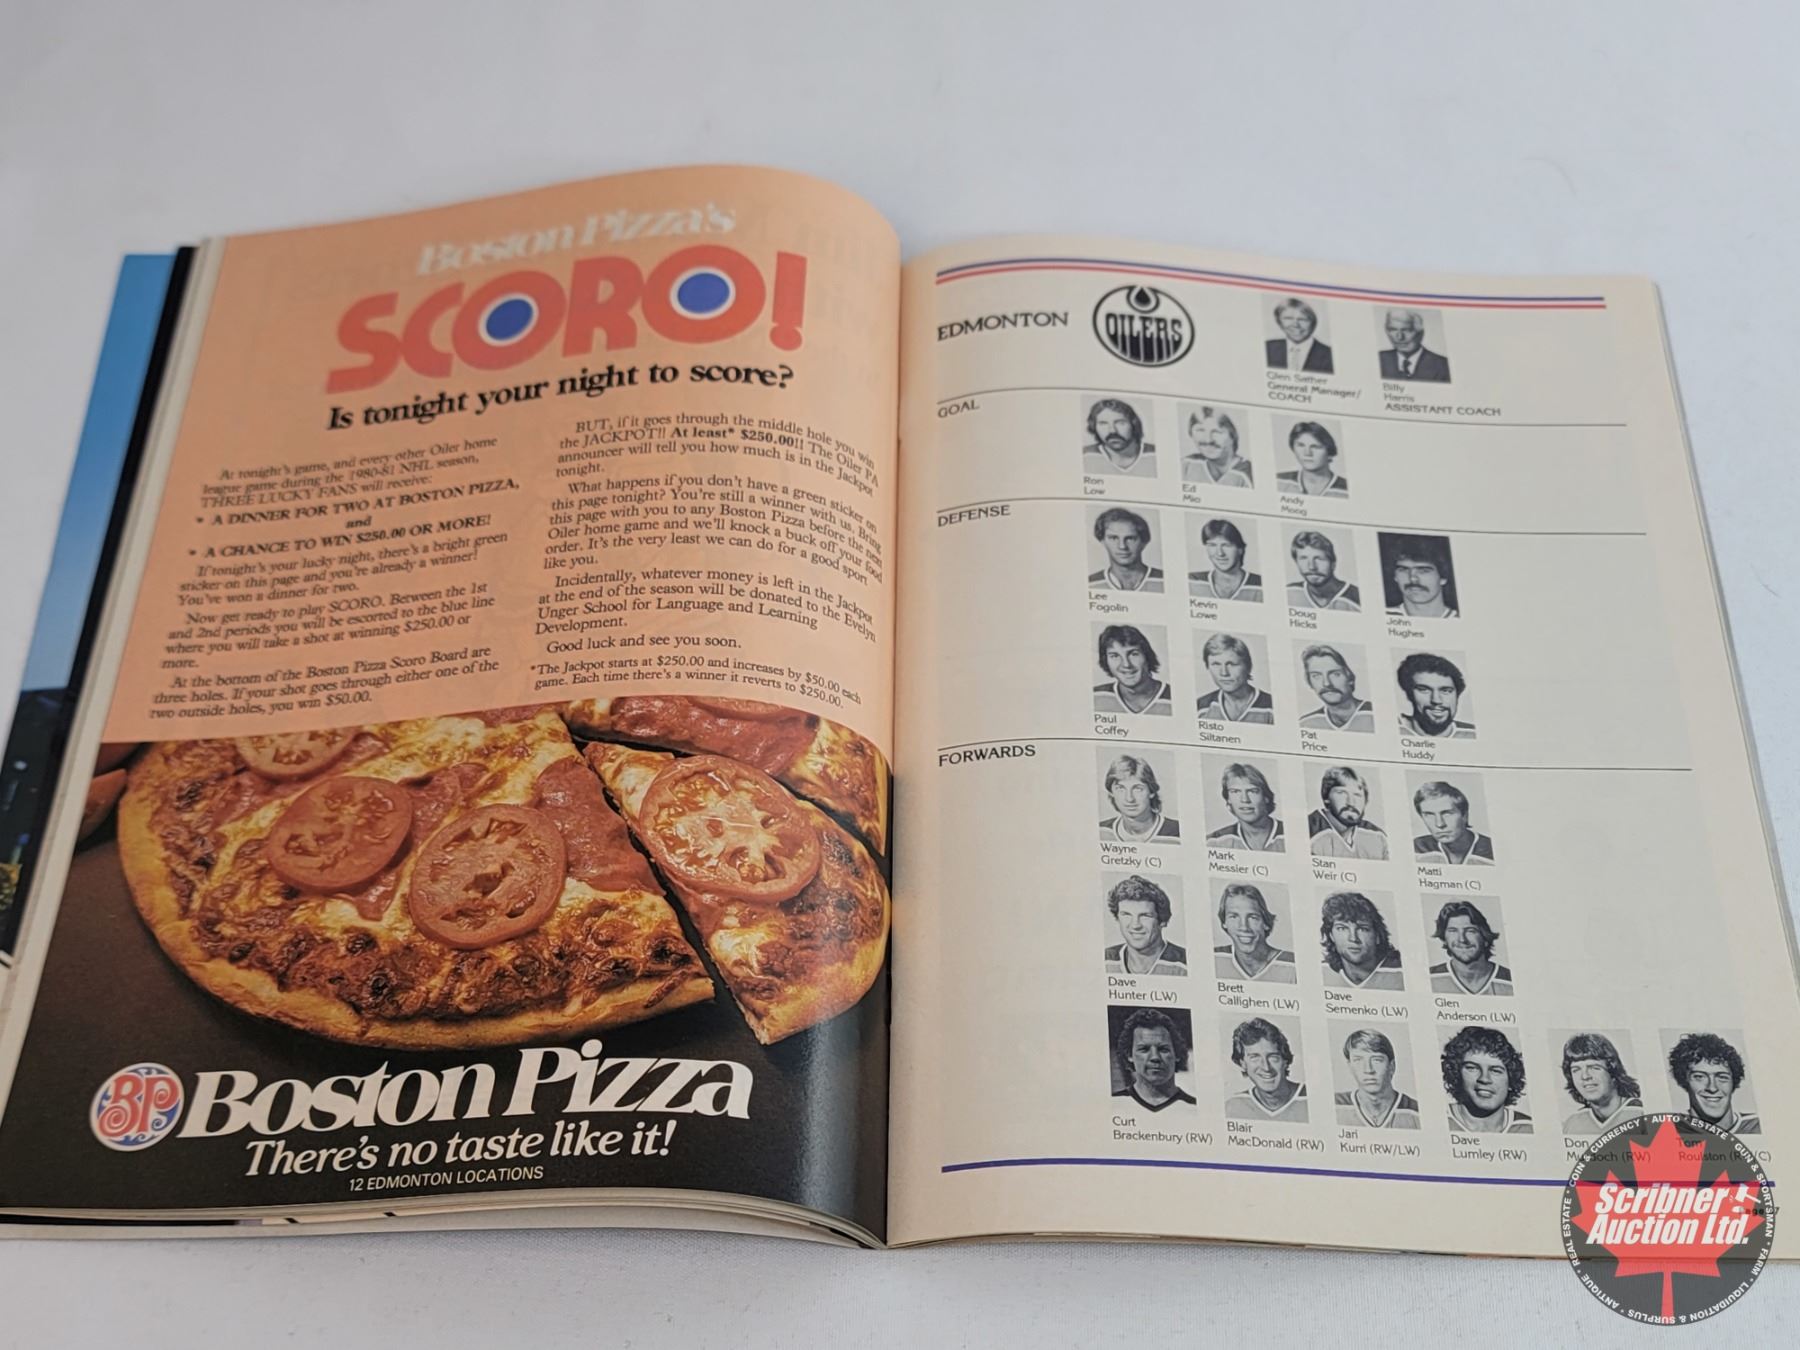 Boston Pizza's
SCORO!
Is tonight your night to score?
At tonight's game, and every other Oiler home
league game during the 1980-81 NHL season,
THREE LUCKY FANS will receive:
* A DINNER FOR TWO AT BOSTON PIZZA,
and
* A CHANCE TO WIN $250.00 OR MORE!
If tonight's your lucky night, there's a bright green
sticker on this page and you're already a winner!
You've won a dinner for two.
Now get ready to play SCORO. Between the 1st
and 2nd periods you will be escorted to the blue line
where you will take a shot at winning $250.00 or
more.
At the bottom of the Boston Pizza Scoro Board are
three holes. If your shot goes through either one of the
two outside holes, you win $50.00.
BUT, if it goes through the middle hole you win
the JACKPOT!! At least* $250.00!! The Oiler PA
announcer will tell you how much is in the Jackpot
tonight.
What happens if you don't have a green sticker on
this page tonight? You're still a winner with us. Bring
this page with you to any Boston Pizza before the next
Oiler home game and we'll knock a buck off your food
order. It's the very least we can do for a good sport
like you.
Incidentally, whatever money is left in the Jackpot
at the end of the season will be donated to the Evelyn
Unger School for Language and Learning
Development.
Good luck and see you soon.
*The Jackpot starts at $250.00 and increases by $50.00 each
game. Each time there's a winner it reverts to $250.00.
BP Boston Pizza
There's no taste like it!
12 EDMONTON LOCATIONS
EDMONTON
OILERS
Glen Sather
General Manager/
COACH
Billy
Harris
ASSISTANT COACH
GOAL
Ron
Low
Ed
Mio
Andy
Moog
DEFENSE
Lee
Fogolin
Kevin
Lowe
Doug
Hicks
John
Hughes
Paul
Coffey
Risto
Siltanen
Pat
Price
Charlie
Huddy
FORWARDS
Wayne
Gretzky (C)
Mark
Messier (C)
Stan
Weir (C)
Matti
Hagman (C)
Dave
Hunter (LW)
Brett
Callighen (LW)
Dave
Semenko (LW)
Glen
Anderson (LW)
Curt
Brackenbury (RW)
Blair
MacDonald (RW)
Jari
Kurri (RW/LW)
Dave
Lumley (RW)
Don
(RW)
Tom
Roulston
Scribner
Auction Ltd.
AUTO • ESTATE • GUN & SPORTSMAN • FARM • LIQUIDATION & SURPLUS • ANTIQUE • REAL ESTATE • COIN & CURRENCY